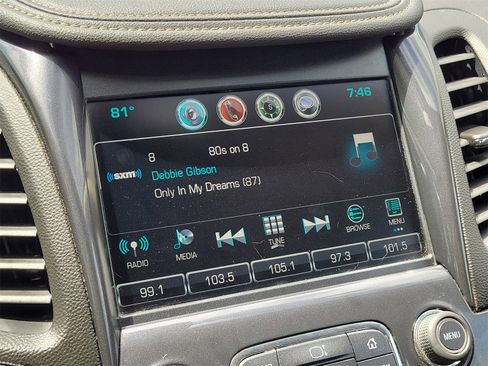 81° 7:46
8 80s on 8
((sxm))
Debbie Gibson
Only In My Dreams (87)
RADIO MEDIA TUNE BROWSE MENU
99.1 103.5 105.1 97.3 101.5
MENU